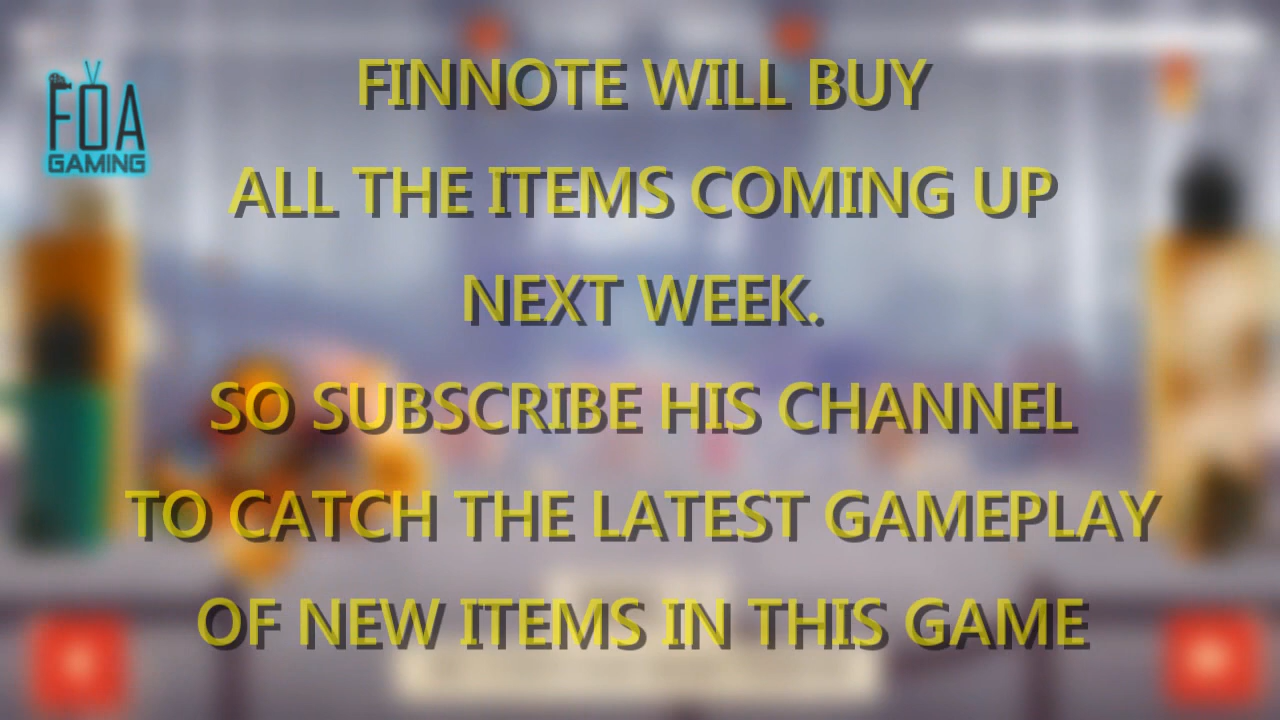 FOA
GAMING
FINNOTE WILL BUY
ALL THE ITEMS COMING UP
NEXT WEEK.
SO SUBSCRIBE HIS CHANNEL
TO CATCH THE LATEST GAMEPLAY
OF NEW ITEMS IN THIS GAME